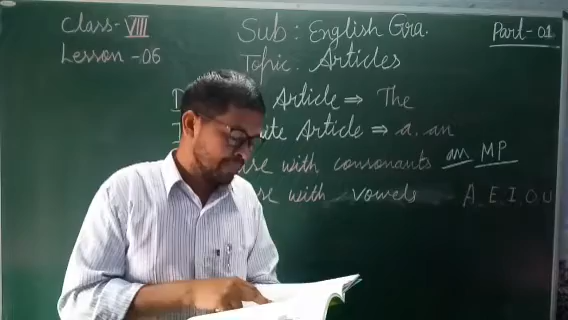 Class- VIII
Sub : English Gra.
Part-01
Lesson -06
Topic : Articles
Article ⇒ The
Article ⇒ a, an
with consonants an MP
with vowels A. E. I. O U